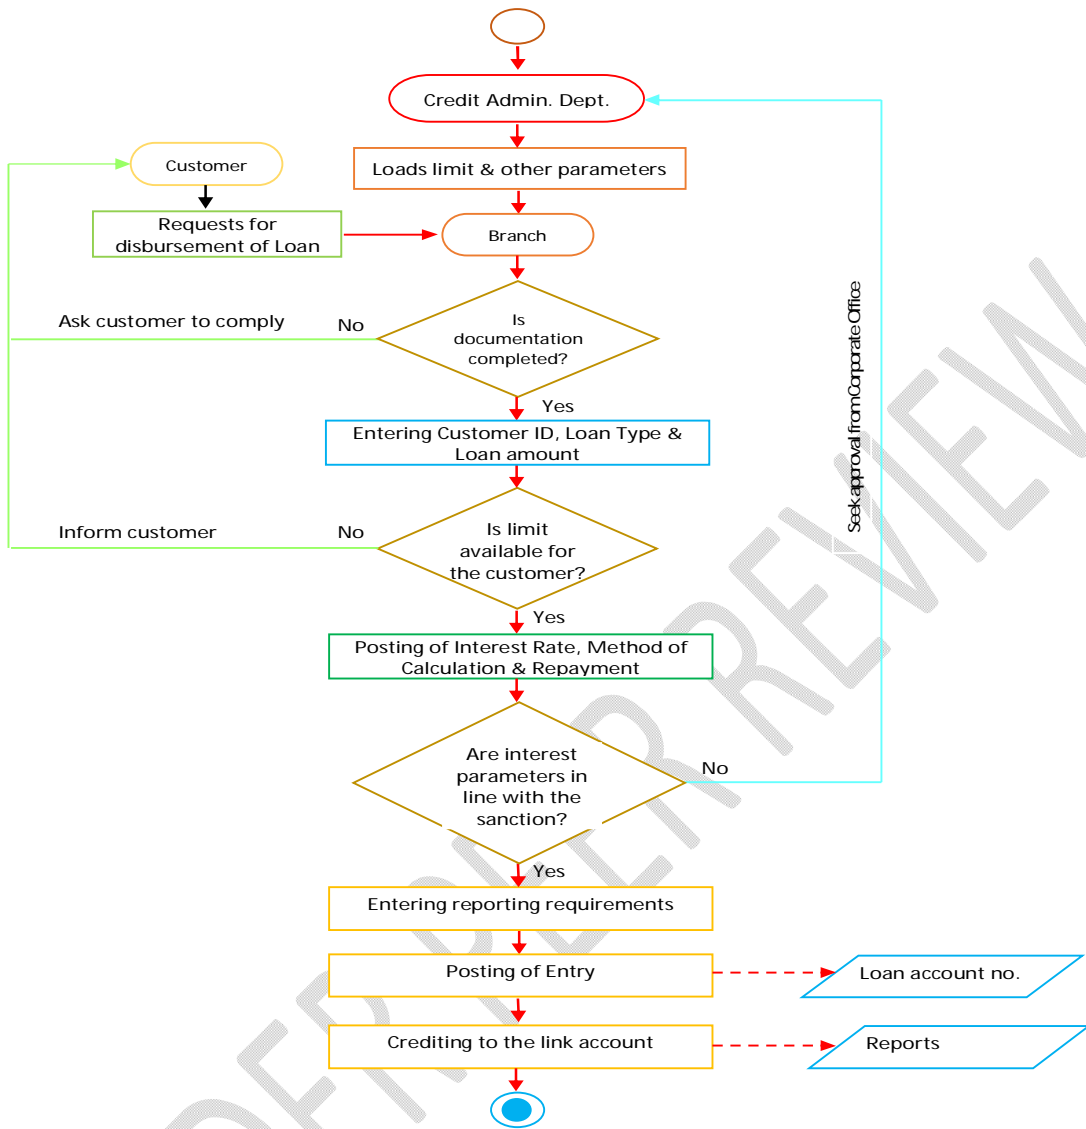 Credit Admin. Dept.
Customer
Loads limit & other parameters
Requests for
disbursement of Loan
Branch
Ask customer to comply
No
Is
documentation
completed?
Seek approval from Corporate Office
Yes
Entering Customer ID, Loan Type &
Loan amount
Inform customer
No
Is limit
available for
the customer?
Yes
Posting of Interest Rate, Method of
Calculation & Repayment
Are interest
parameters in
line with the
sanction?
No
Yes
Entering reporting requirements
Posting of Entry
Loan account no.
Crediting to the link account
Reports
DER PEER REVIEW